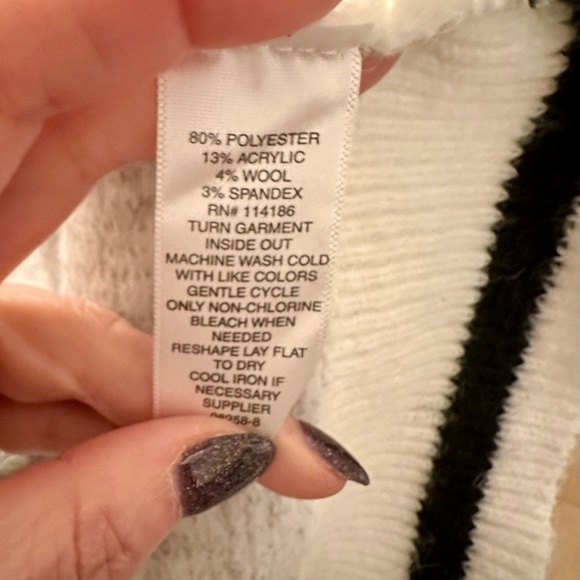 80% POLYESTER
13% ACRYLIC
4% WOOL
3% SPANDEX
RN# 114186
TURN GARMENT
INSIDE OUT
MACHINE WASH COLD
WITH LIKE COLORS
GENTLE CYCLE
ONLY NON-CHLORINE
BLEACH WHEN
NEEDED
RESHAPE LAY FLAT
TO DRY
COOL IRON IF
NECESSARY
SUPPLIER